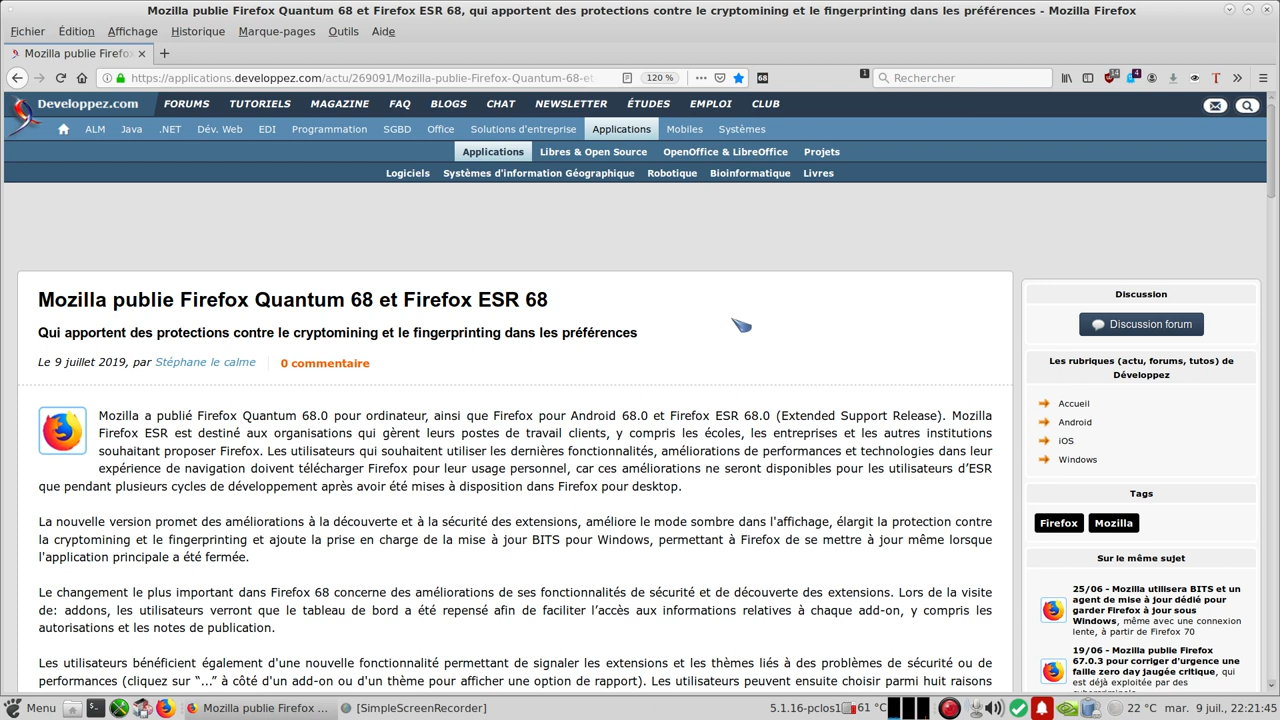 Mozilla publie Firefox Quantum 68 et Firefox ESR 68, qui apportent des protections contre le cryptomining et le fingerprinting dans les préférences - Mozilla Firefox
Fichier Édition Affichage Historique Marque-pages Outils Aide
Mozilla publie Firefo
https://applications.developpez.com/actu/269091/Mozilla-publie-Firefox-Quantum-68-et- 120 % 68 1 Rechercher 4
Developpez.com FORUMS TUTORIELS MAGAZINE FAQ BLOGS CHAT NEWSLETTER ÉTUDES EMPLOI CLUB
ALM Java .NET Dév. Web EDI Programmation SGBD Office Solutions d'entreprise Applications Mobiles Systèmes
Applications Libres & Open Source OpenOffice & LibreOffice Projets
Logiciels Systèmes d'information Géographique Robotique Bioinformatique Livres
Mozilla publie Firefox Quantum 68 et Firefox ESR 68
Qui apportent des protections contre le cryptomining et le fingerprinting dans les préférences
Le 9 juillet 2019, par Stéphane le calme 0 commentaire
Mozilla a publié Firefox Quantum 68.0 pour ordinateur, ainsi que Firefox pour Android 68.0 et Firefox ESR 68.0 (Extended Support Release). Mozilla
Firefox ESR est destiné aux organisations qui gèrent leurs postes de travail clients, y compris les écoles, les entreprises et les autres institutions
souhaitant proposer Firefox. Les utilisateurs qui souhaitent utiliser les dernières fonctionnalités, améliorations de performances et technologies dans leur
expérience de navigation doivent télécharger Firefox pour leur usage personnel, car ces améliorations ne seront disponibles pour les utilisateurs d’ESR
que pendant plusieurs cycles de développement après avoir été mises à disposition dans Firefox pour desktop.
La nouvelle version promet des améliorations à la découverte et à la sécurité des extensions, améliore le mode sombre dans l'affichage, élargit la protection contre
la cryptomining et le fingerprinting et ajoute la prise en charge de la mise à jour BITS pour Windows, permettant à Firefox de se mettre à jour même lorsque
l'application principale a été fermée.
Le changement le plus important dans Firefox 68 concerne des améliorations de ses fonctionnalités de sécurité et de découverte des extensions. Lors de la visite
de: addons, les utilisateurs verront que le tableau de bord a été repensé afin de faciliter l’accès aux informations relatives à chaque add-on, y compris les
autorisations et les notes de publication.
Les utilisateurs bénéficient également d'une nouvelle fonctionnalité permettant de signaler les extensions et les thèmes liés à des problèmes de sécurité ou de
performances (cliquez sur “...” à côté d'un add-on ou d'un thème pour afficher une option de rapport). Les utilisateurs peuvent ensuite choisir parmi huit raisons
Discussion
Discussion forum
Les rubriques (actu, forums, tutos) de
Développez
Accueil
Android
iOS
Windows
Tags
Firefox Mozilla
Sur le même sujet
25/06 - Mozilla utilisera BITS et un
agent de mise à jour dédié pour
garder Firefox à jour sous
Windows, même avec une connexion
lente, à partir de Firefox 70
19/06 - Mozilla publie Firefox
67.0.3 pour corriger d'urgence une
faille zero day jaugée critique, qui
est déjà exploitée par des
Menu Mozilla publie Firefox ... [SimpleScreenRecorder] 5.1.16-pclos1 61 °C 22 °C mar. 9 juil., 22:21:45